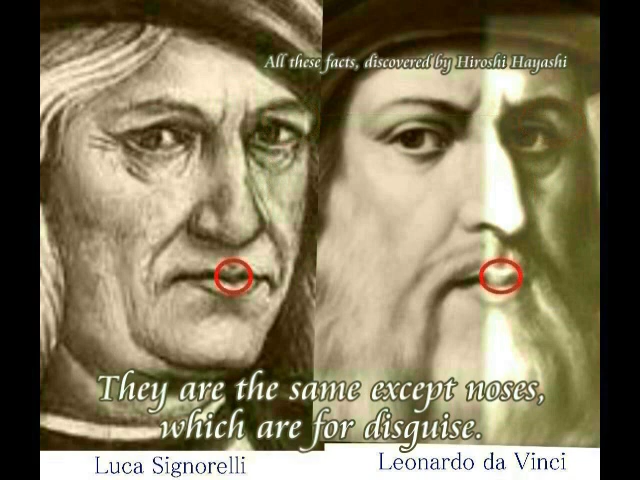 All these facts, discovered by Hiroshi Hayashi
They are the same except noses,
which are for disguise.
Luca Signorelli
Leonardo da Vinci